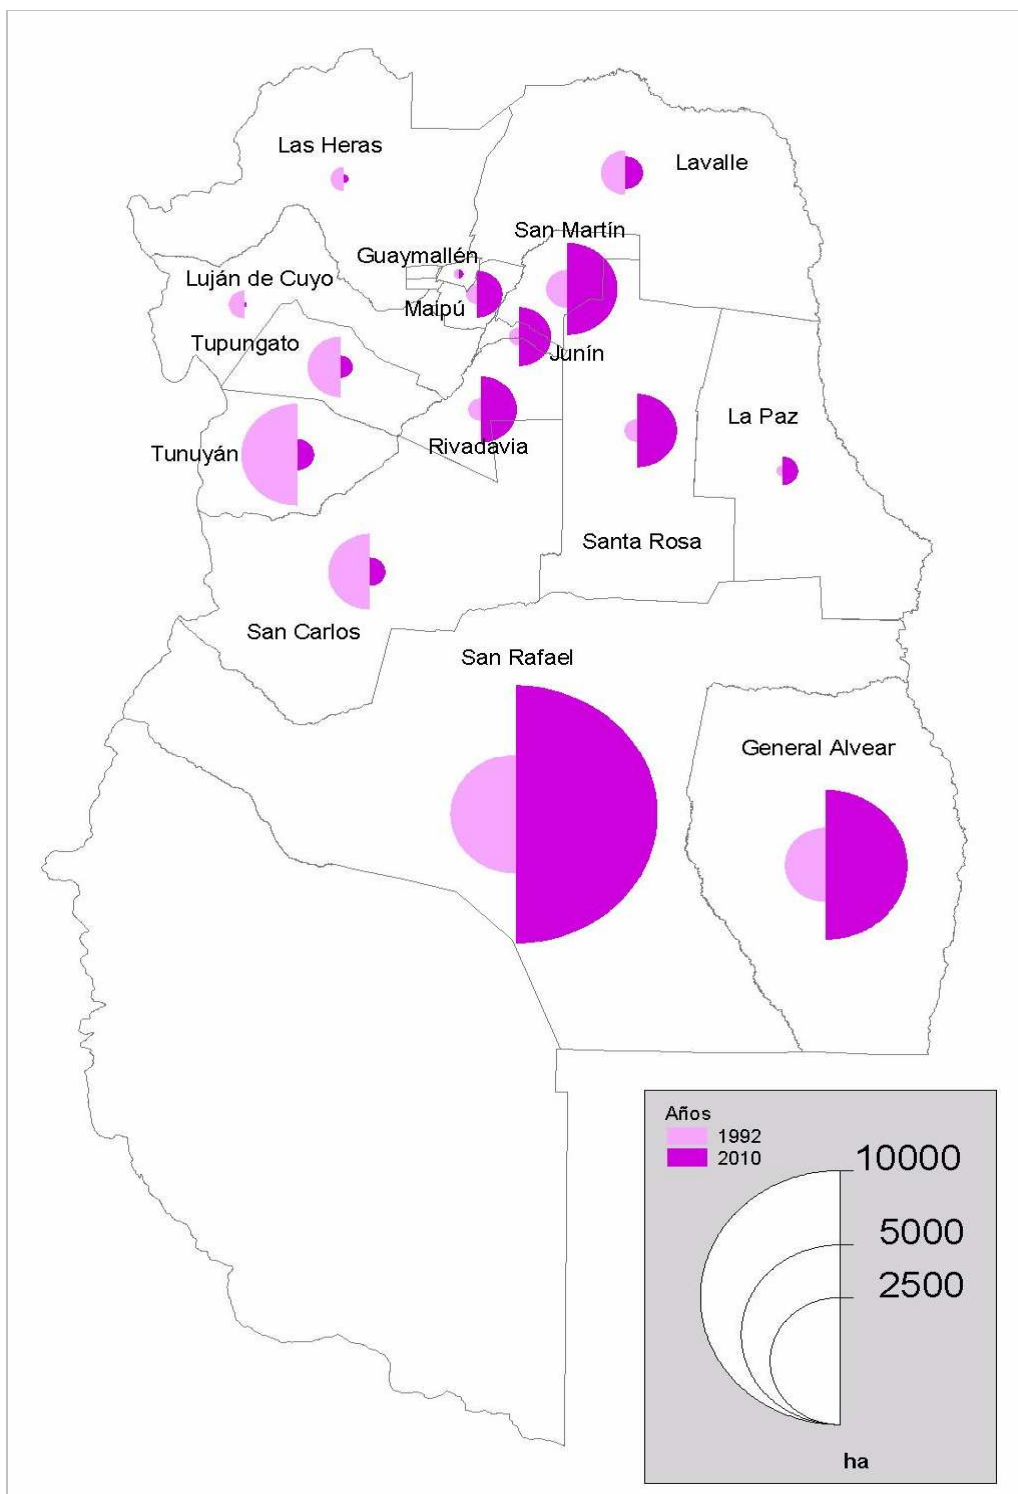 Las Heras
Lavalle
San Martín
Guaymallén
Luján de Cuyo
Maipú
Tupungato
Junín
La Paz
Tunuyán
Rivadavia
Santa Rosa
San Carlos
San Rafael
General Alvear
Años
1992
2010
10000
5000
2500
ha